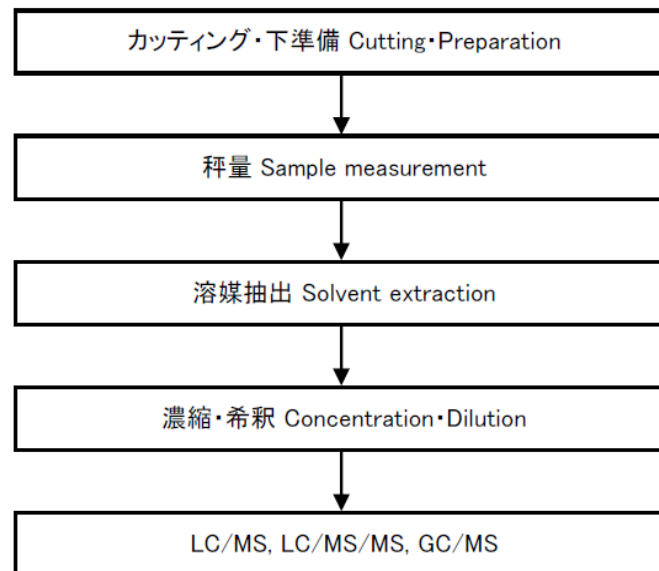 カッティング・下準備 Cutting・Preparation
秤量 Sample measurement
溶媒抽出 Solvent extraction
濃縮・希釈 Concentration・Dilution
LC/MS, LC/MS/MS, GC/MS